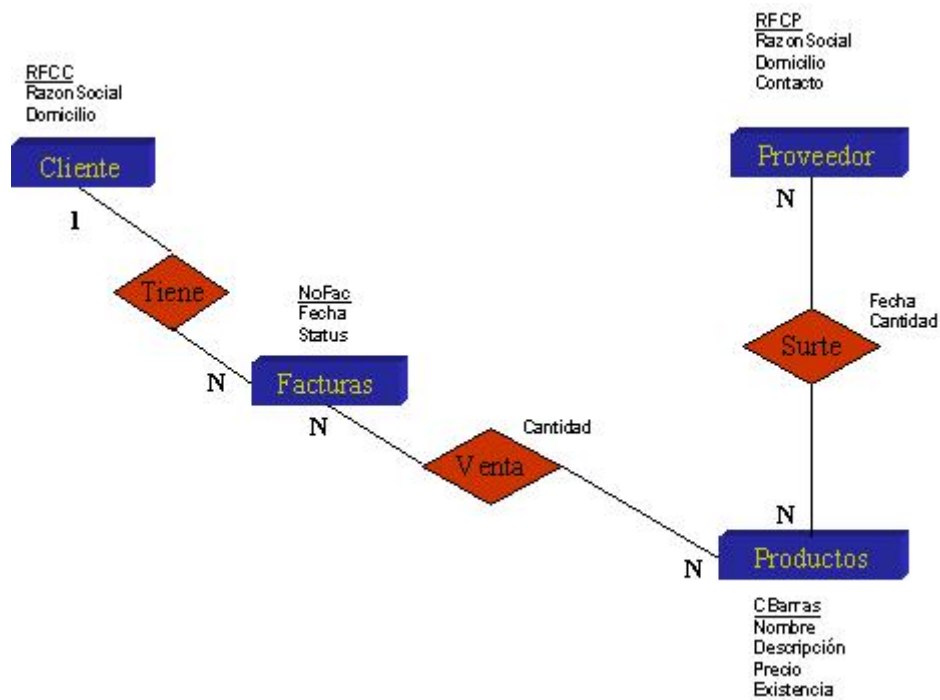 RFCC
Razon Social
Domicilio
Cliente
1
Tiene
N
NoFac
Fecha
Status
Facturas
N
Cantidad
Venta
N
RFCP
Razon Social
Domicilio
Contacto
Proveedor
N
Fecha
Cantidad
Surte
N
Productos
CBarras
Nombre
Descripción
Precio
Existencia